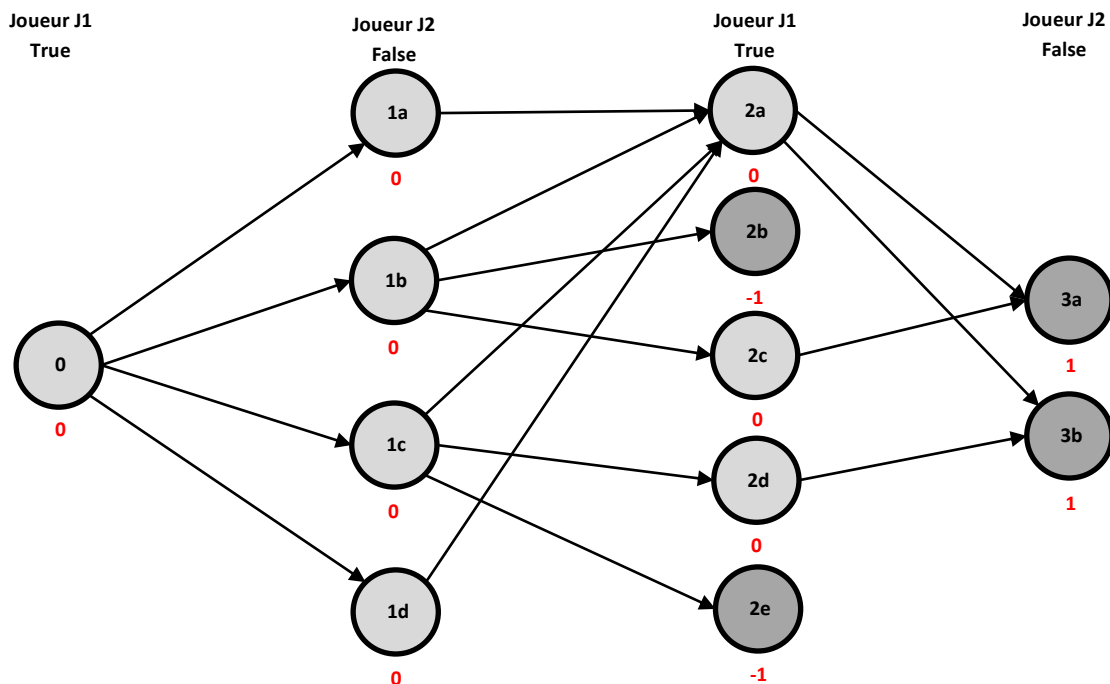 Joueur J1
True
Joueur J2
False
Joueur J1
True
Joueur J2
False
1a
0
2a
0
2b
-1
1b
0
3a
1
2c
0
0
0
1c
0
3b
1
2d
0
1d
0
2e
-1